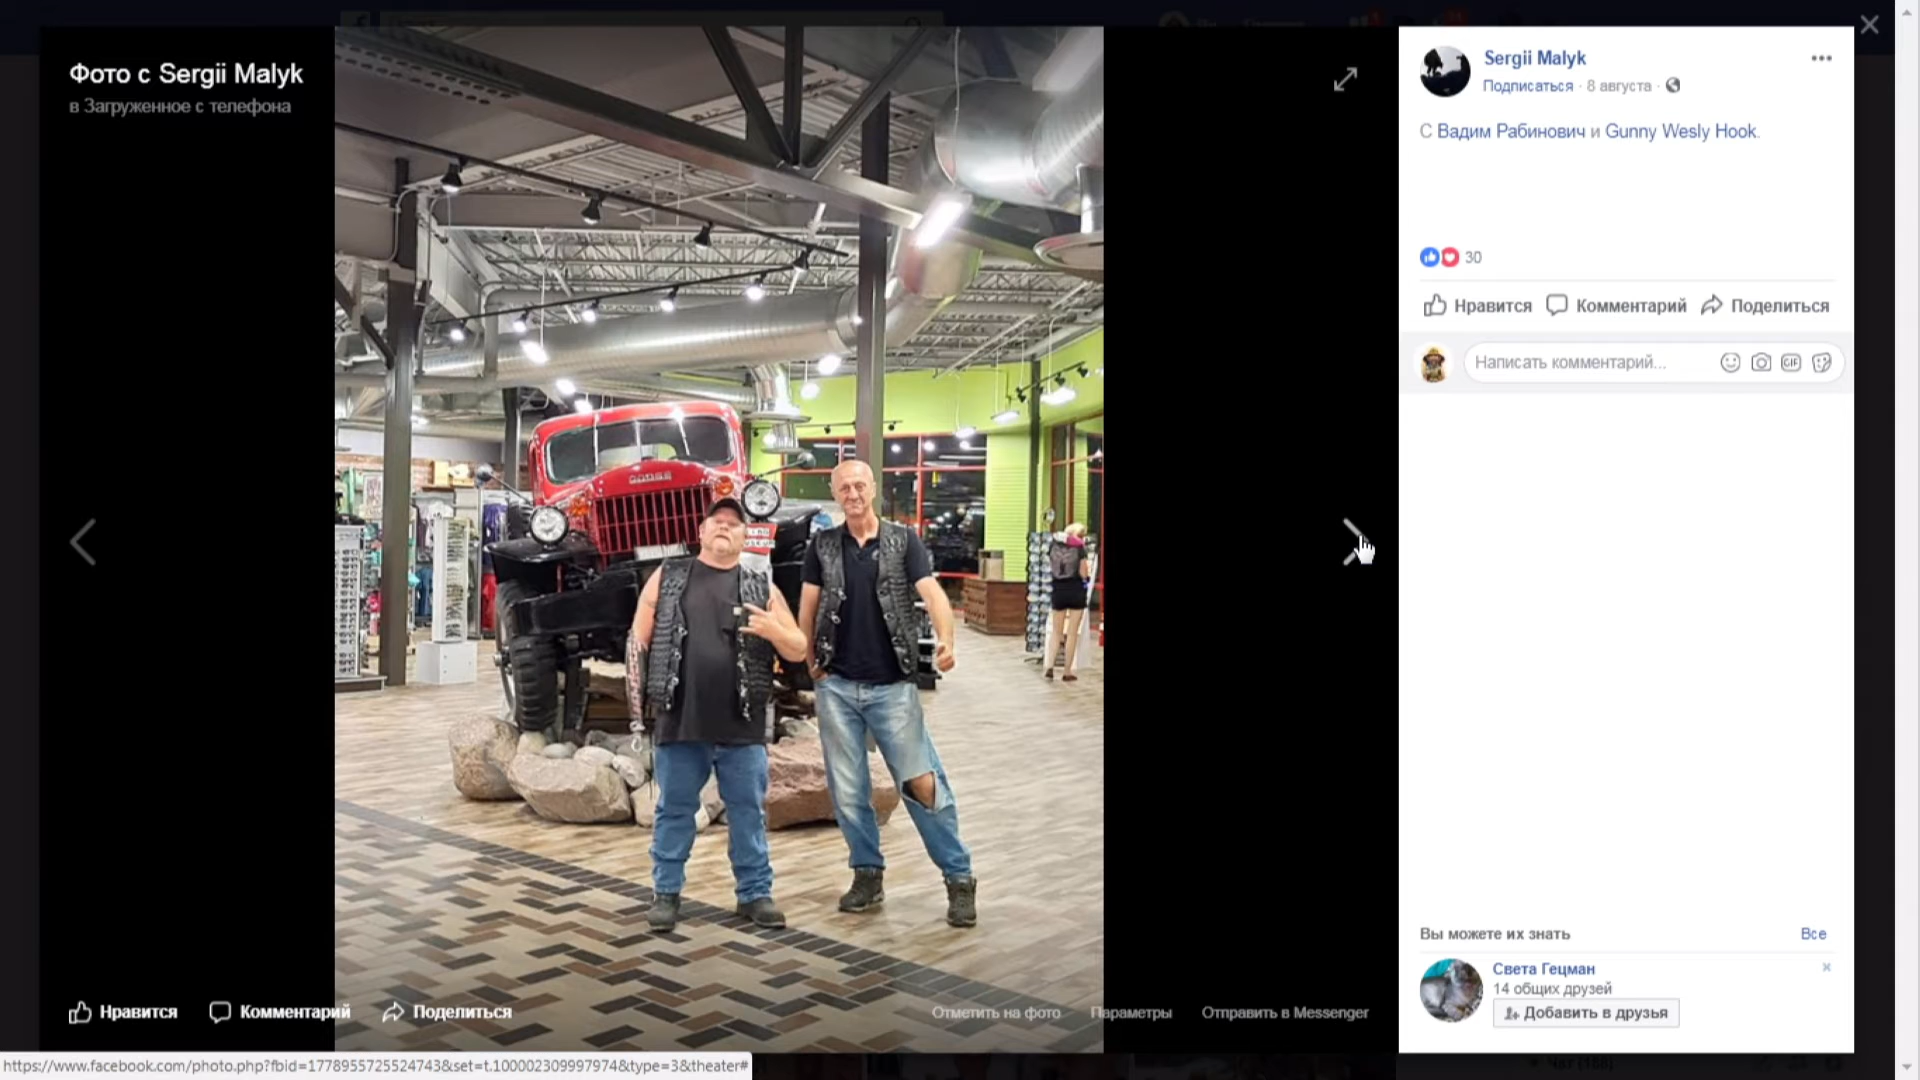 Фото с Sergii Malyk
в Загруженное с телефона
DODGE
Нравится
Комментарий
Поделиться
Отметить на фото
Параметры
Отправить в Messenger
Sergii Malyk
Подписаться · 8 августа ·
С Вадим Рабинович и Gunny Wesly Hook.
30
Нравится
Комментарий
Поделиться
Написать комментарий...
GIF
Вы можете их знать
Все
Света Гецман
14 общих друзей
Добавить в друзья
https://www.facebook.com/photo.php?fbid=1778955725524743&set=t.100002309997974&type=3&theater#